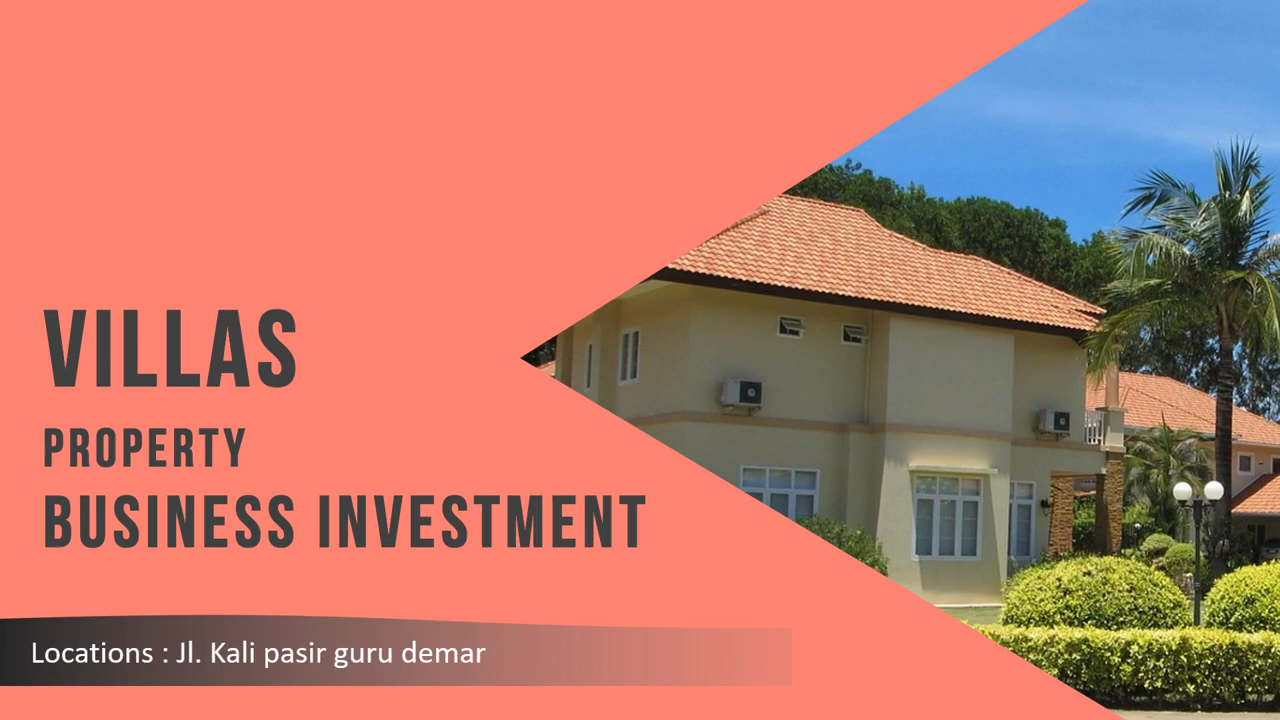 VILLAS
PROPERTY
BUSINESS INVESTMENT
Locations : Jl. Kali pasir guru demar